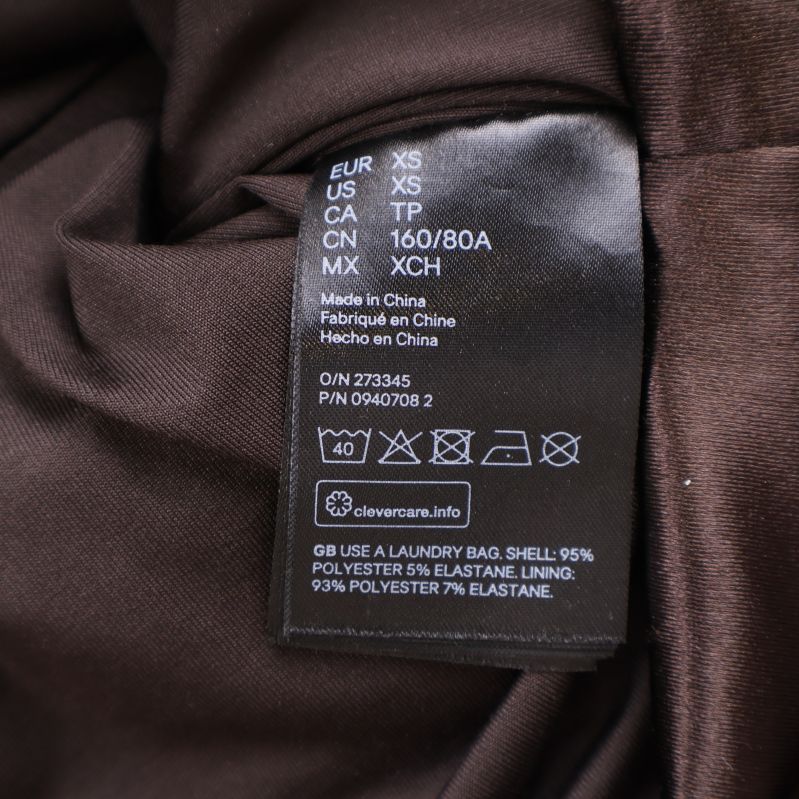 EUR XS
US XS
CA TP
CN 160/80A
MX XCH
Made in China
Fabriqué en Chine
Hecho en China
O/N 273345
P/N 0940708 2
40
clevercare.info
GB USE A LAUNDRY BAG. SHELL: 95%
POLYESTER 5% ELASTANE. LINING:
93% POLYESTER 7% ELASTANE.